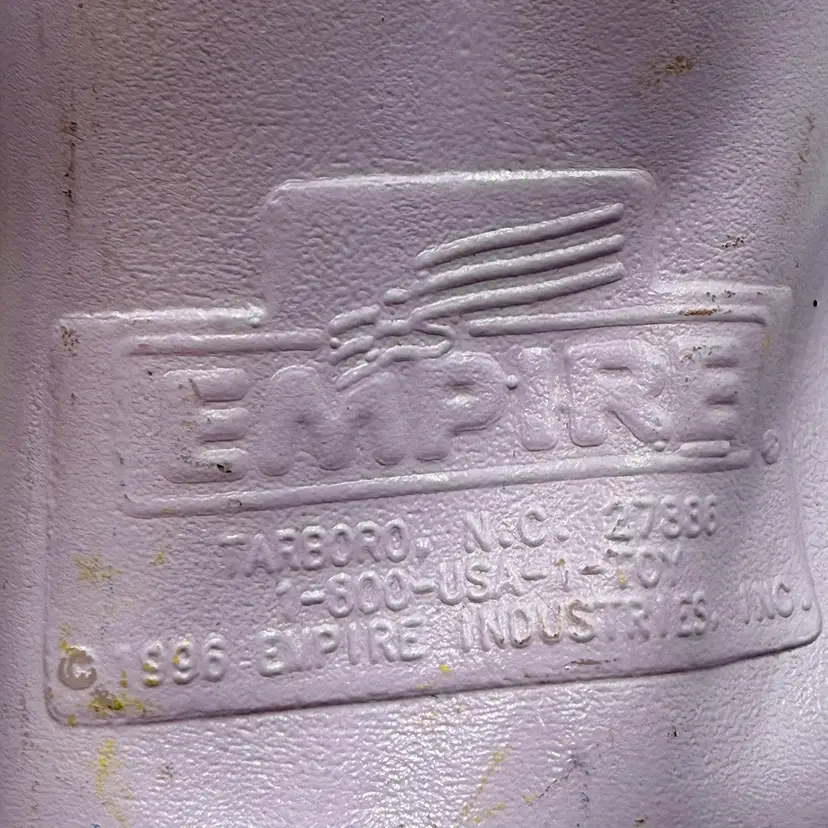 EMPIRE®
TARBORO, N.C. 27886
1-800-USA-1-TOY
© 1996 EMPIRE INDUSTRIES, INC.